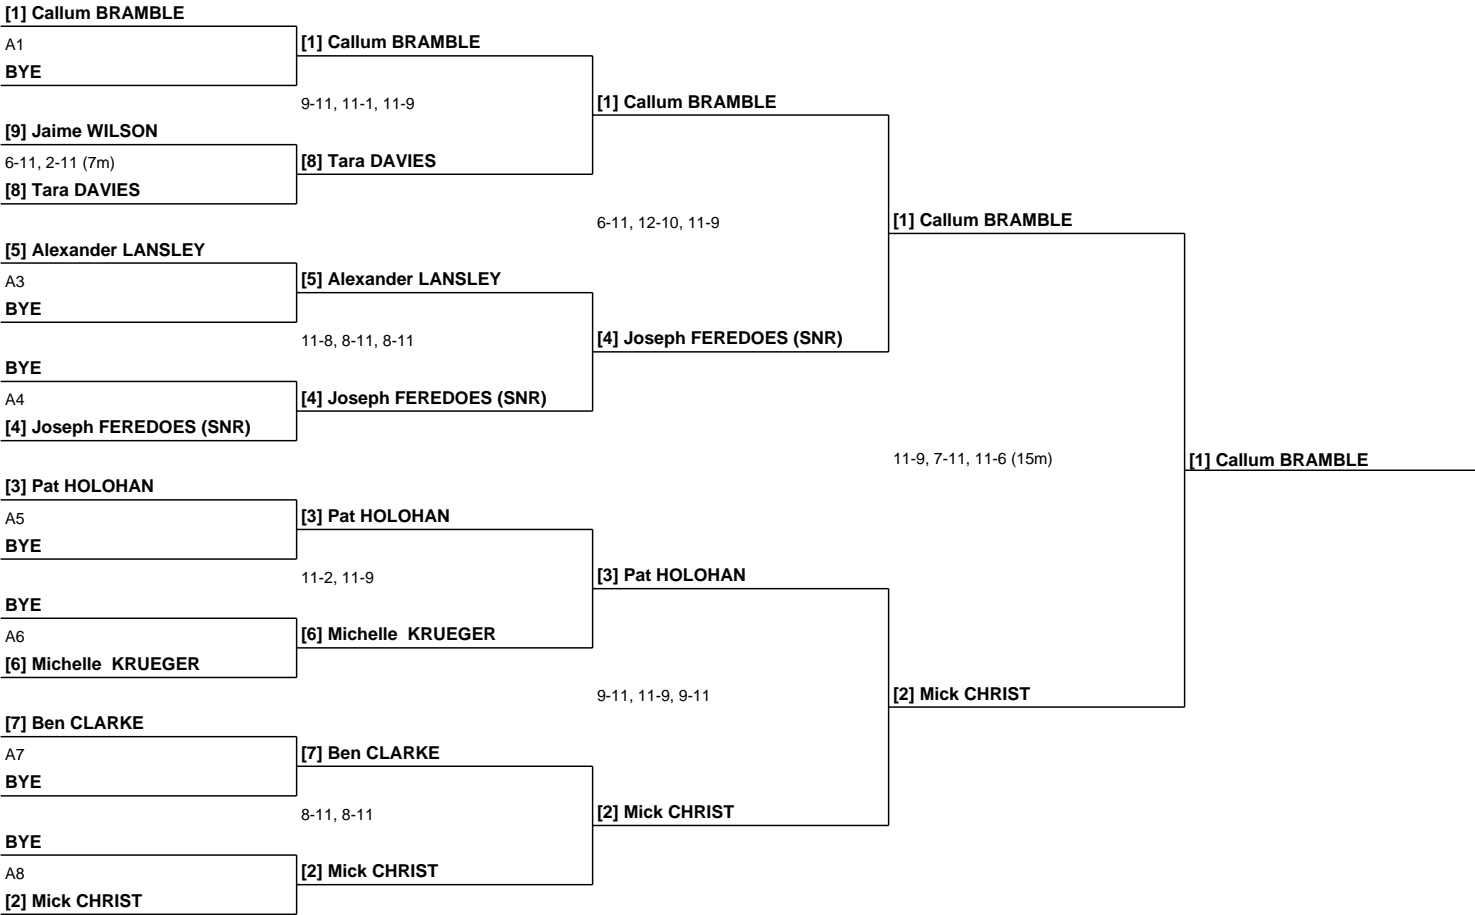 [1] Callum BRAMBLE
A1
BYE
[1] Callum BRAMBLE
9-11, 11-1, 11-9
[1] Callum BRAMBLE
[9] Jaime WILSON
6-11, 2-11 (7m)
[8] Tara DAVIES
[8] Tara DAVIES
6-11, 12-10, 11-9
[1] Callum BRAMBLE
[5] Alexander LANSLEY
A3
BYE
[5] Alexander LANSLEY
11-8, 8-11, 8-11
[4] Joseph FEREDOES (SNR)
BYE
A4
[4] Joseph FEREDOES (SNR)
[4] Joseph FEREDOES (SNR)
11-9, 7-11, 11-6 (15m)
[1] Callum BRAMBLE
[3] Pat HOLOHAN
A5
BYE
[3] Pat HOLOHAN
11-2, 11-9
[3] Pat HOLOHAN
BYE
A6
[6] Michelle  KRUEGER
[6] Michelle  KRUEGER
9-11, 11-9, 9-11
[2] Mick CHRIST
[7] Ben CLARKE
A7
BYE
[7] Ben CLARKE
8-11, 8-11
[2] Mick CHRIST
BYE
A8
[2] Mick CHRIST
[2] Mick CHRIST